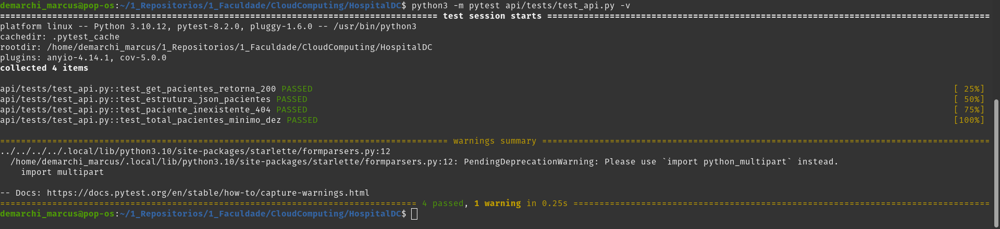 demarchi_marcus@pop-os:~/1_Repositorios/1_Faculdade/CloudComputing/HospitalDC$ python3 -m pytest api/tests/test_api.py -v
==================================================================================== test session starts =====================================================================================
platform linux -- Python 3.10.12, pytest-8.2.0, pluggy-1.6.0 -- /usr/bin/python3
cachedir: .pytest_cache
rootdir: /home/demarchi_marcus/1_Repositorios/1_Faculdade/CloudComputing/HospitalDC
plugins: anyio-4.14.1, cov-5.0.0
collected 4 items
api/tests/test_api.py::test_get_pacientes_retorna_200 PASSED [ 25%]
api/tests/test_api.py::test_estrutura_json_pacientes PASSED [ 50%]
api/tests/test_api.py::test_paciente_inexistente_404 PASSED [ 75%]
api/tests/test_api.py::test_total_pacientes_minimo_dez PASSED [100%]
====================================================================================== warnings summary ======================================================================================
../../../../.local/lib/python3.10/site-packages/starlette/formparsers.py:12
/home/demarchi_marcus/.local/lib/python3.10/site-packages/starlette/formparsers.py:12: PendingDeprecationWarning: Please use `import python_multipart` instead.
import multipart
-- Docs: https://docs.pytest.org/en/stable/how-to/capture-warnings.html
================================================================================ 4 passed, 1 warning in 0.25s ================================================================================
demarchi_marcus@pop-os:~/1_Repositorios/1_Faculdade/CloudComputing/HospitalDC$